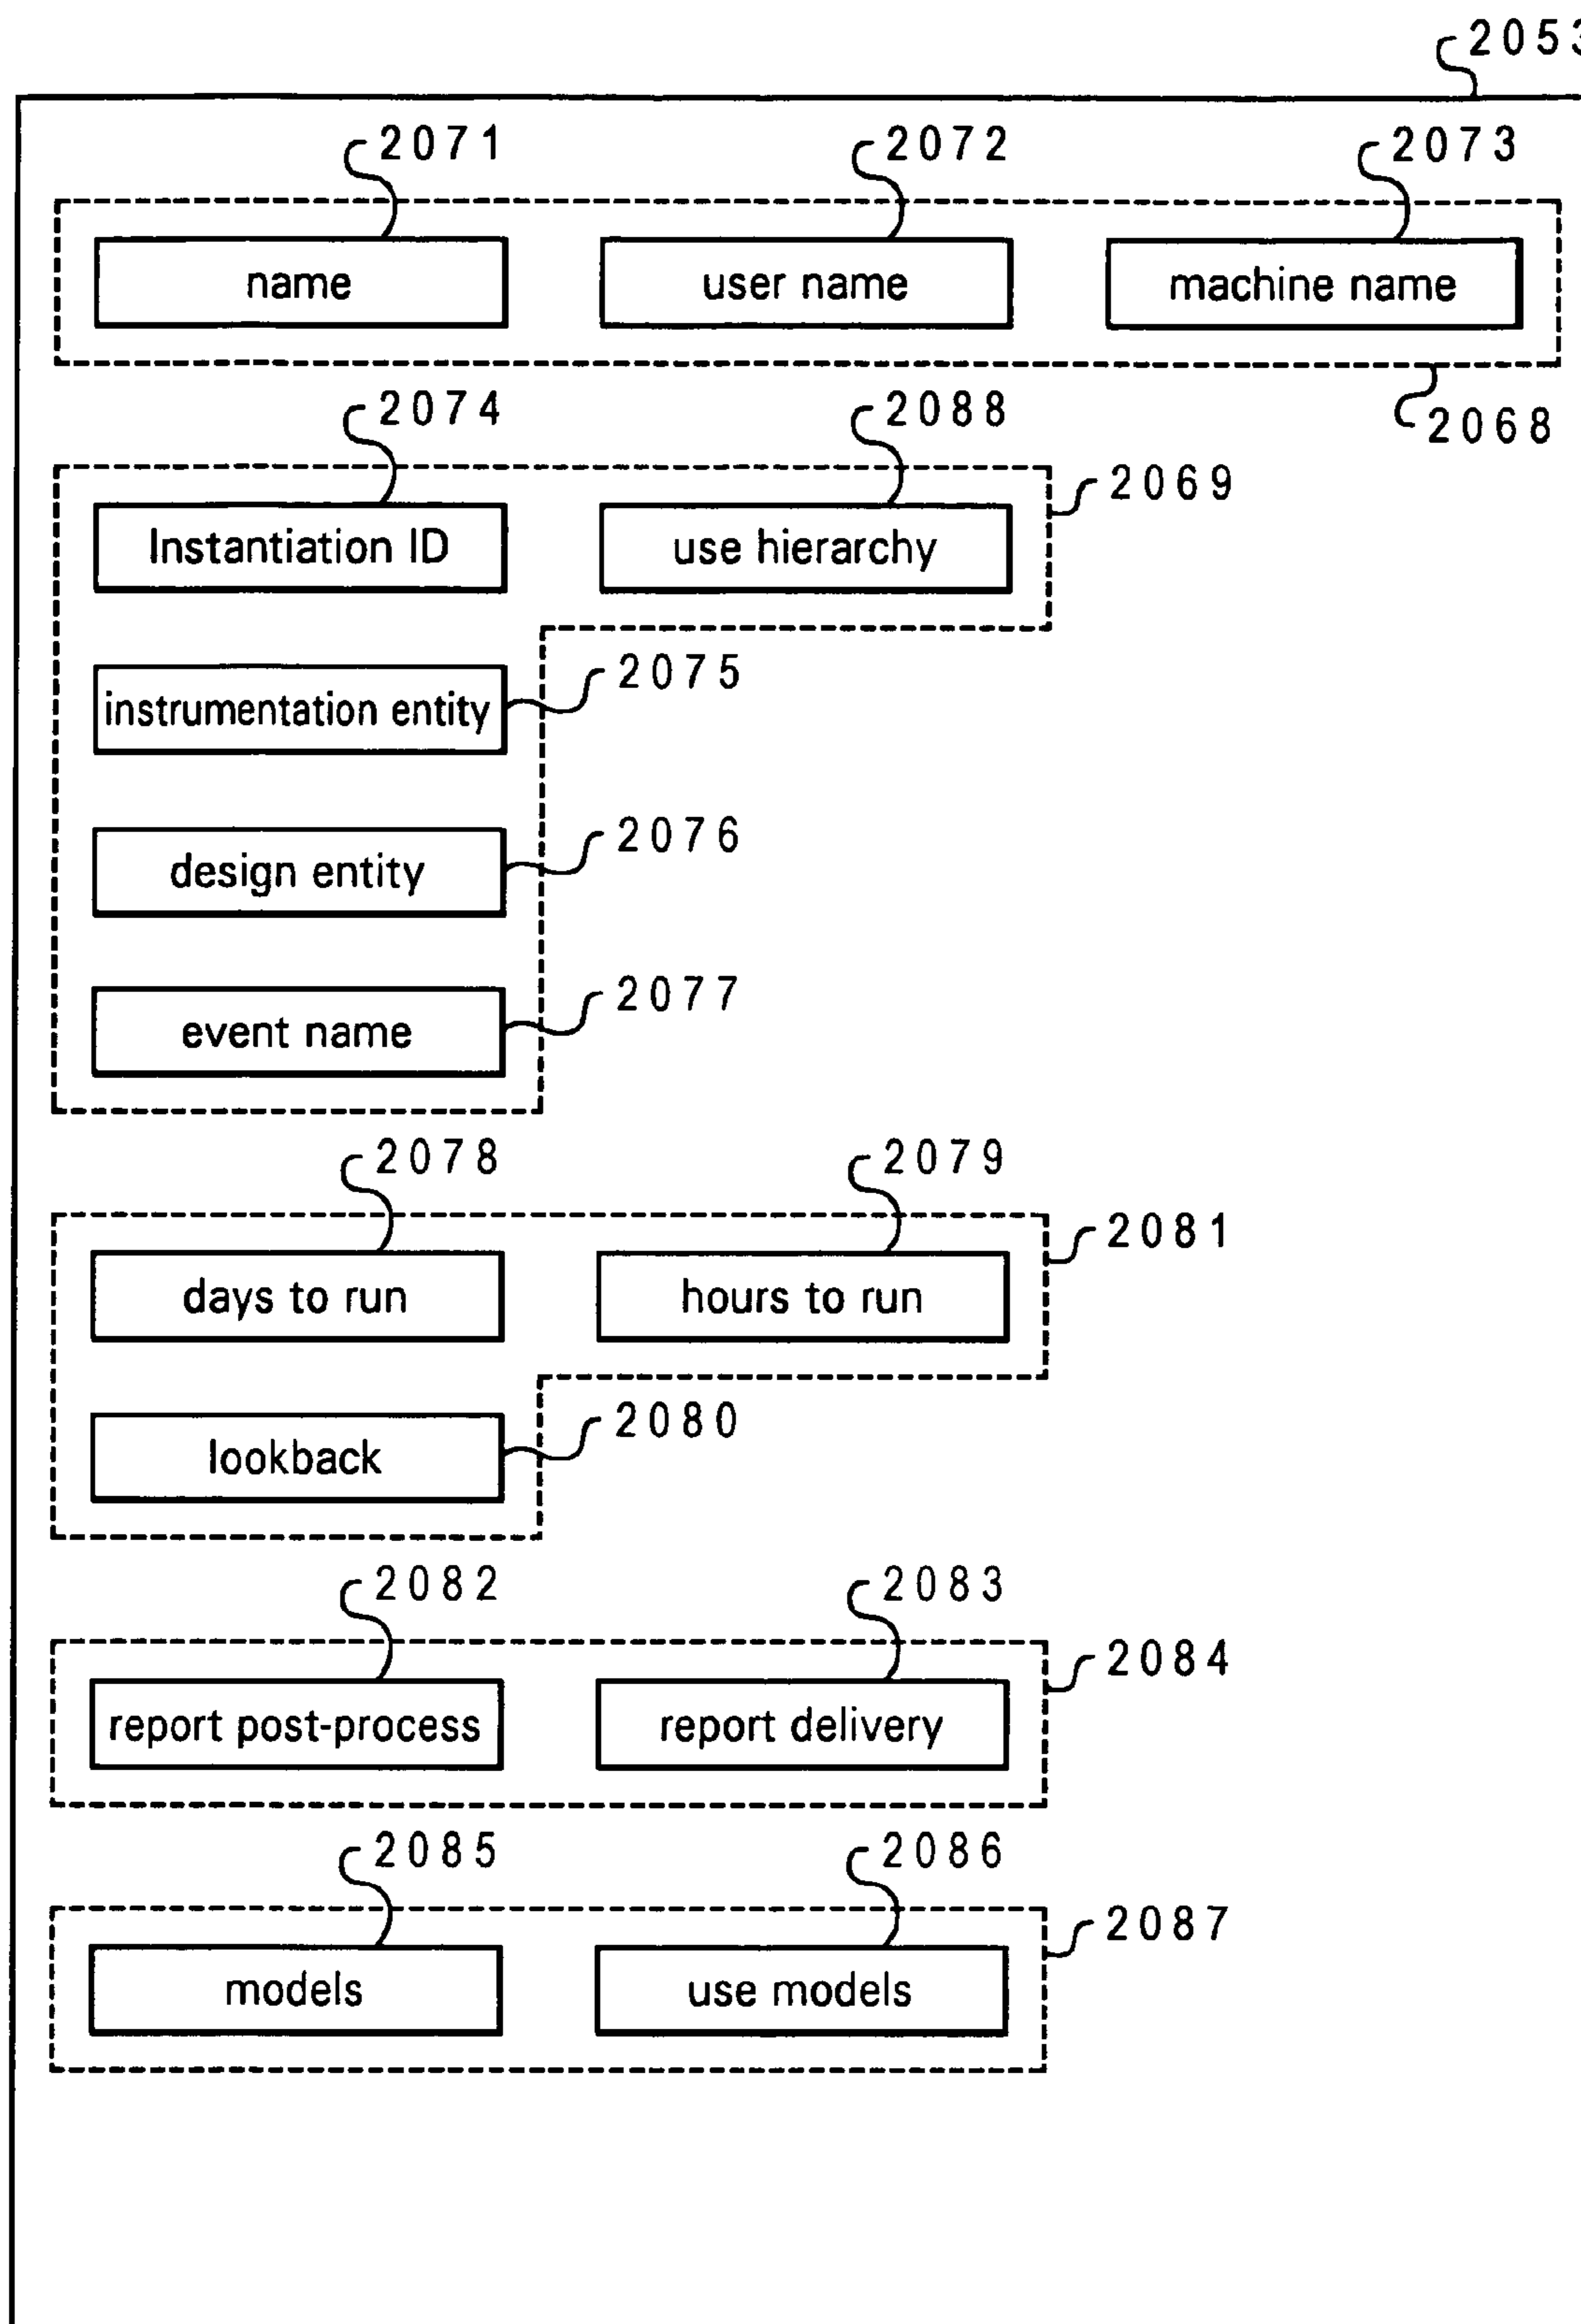 2053
2071 2072 2073
name user name machine name
2068
2074 2088
2069
Instantiation ID use hierarchy
2075
instrumentation entity
2076
design entity
2077
event name
2078 2079
2081
days to run hours to run
2080
lookback
2082 2083
2084
report post-process report delivery
2085 2086
2087
models use models